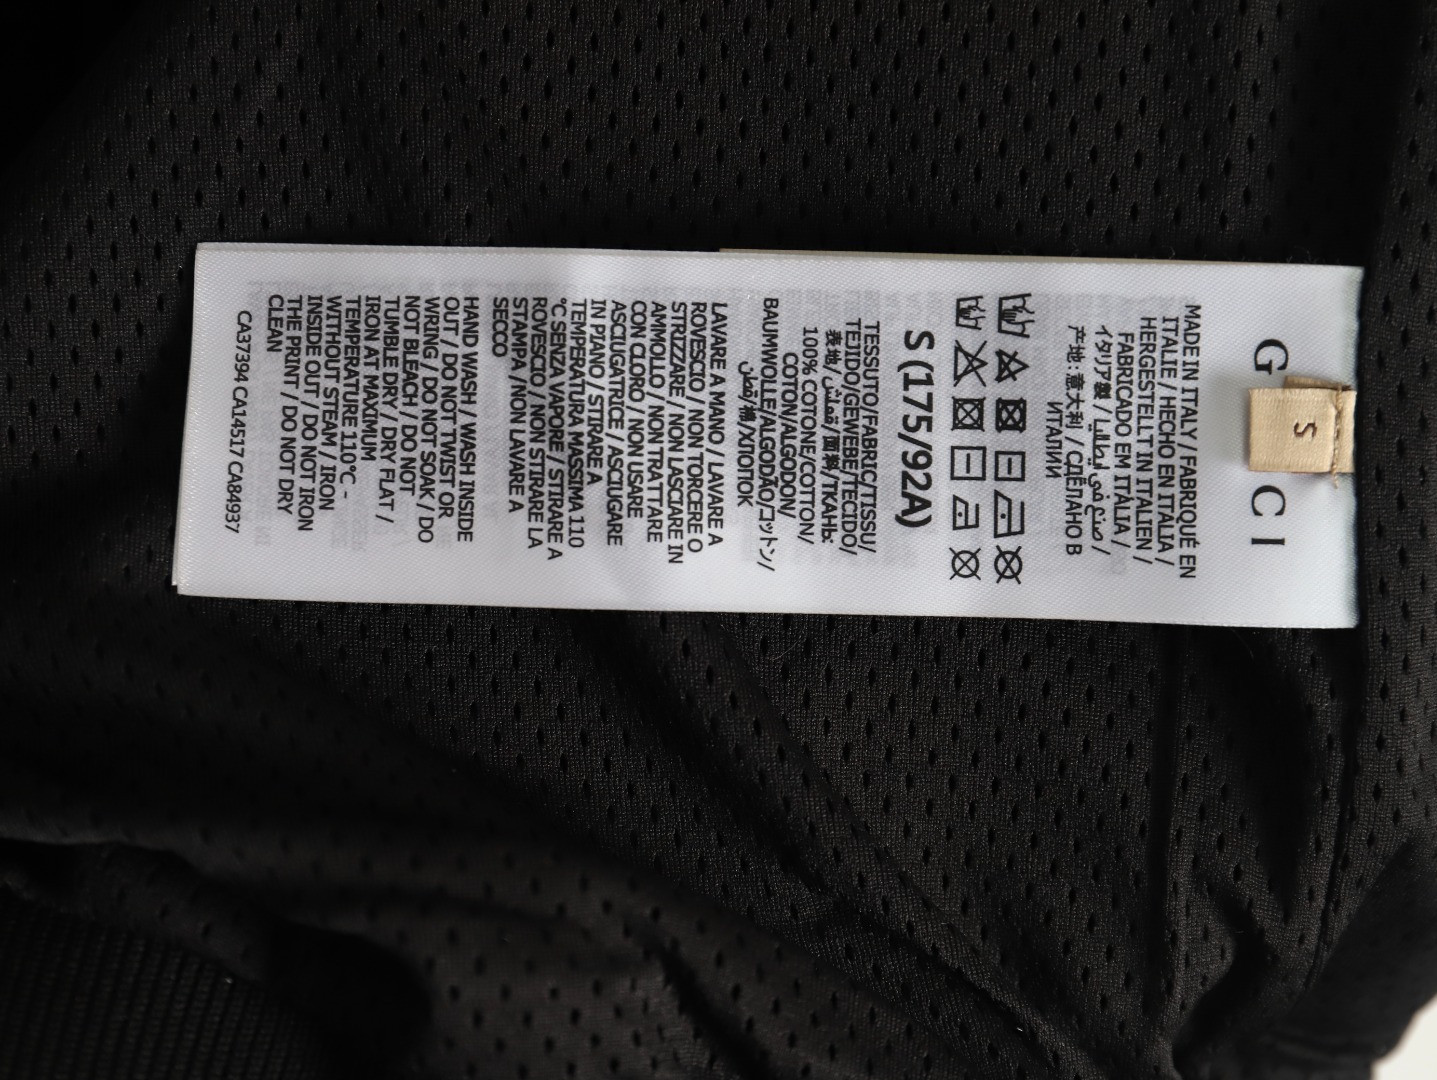 G CI
S
MADE IN ITALY / FABRIQUÉ EN
ITALIE / HECHO EN ITALIA /
HERGESTELLT IN ITALIEN /
FABRICADO EM ITÁLIA /
イタリア製 / صنع في إيطاليا /
产地: 意大利 / СДЕЛАНО В
ИТАЛИИ
S (175/92A)
TESSUTO/FABRIC/TISSU/
TEJIDO/GEWEBE/TECIDO/
表地/قماش/面料/ТКАНЬ:
100% COTONE/COTTON/
COTON/ALGODON/
BAUMWOLLE/ALGODÃO/コットン/
قطن/棉/ХЛОПОК
LAVARE A MANO / LAVARE A
ROVESCIO / NON TORCERE O
STRIZZARE / NON LASCIARE IN
AMMOLLO / NON TRATTARE
CON CLORO / NON USARE
ASCIUGATRICE / ASCIUGARE
IN PIANO / STIRARE A
TEMPERATURA MASSIMA 110
°C SENZA VAPORE / STIRARE A
ROVESCIO / NON STIRARE LA
STAMPA /NON LAVARE A
SECCO
HAND WASH / WASH INSIDE
OUT / DO NOT TWIST OR
WRING / DO NOT SOAK / DO
NOT BLEACH / DO NOT
TUMBLE DRY / DRY FLAT /
IRON AT MAXIMUM
TEMPERATURE 110°C -
WITHOUT STEAM / IRON
INSIDE OUT / DO NOT IRON
THE PRINT / DO NOT DRY
CLEAN
CA37394 CA14517 CA84937